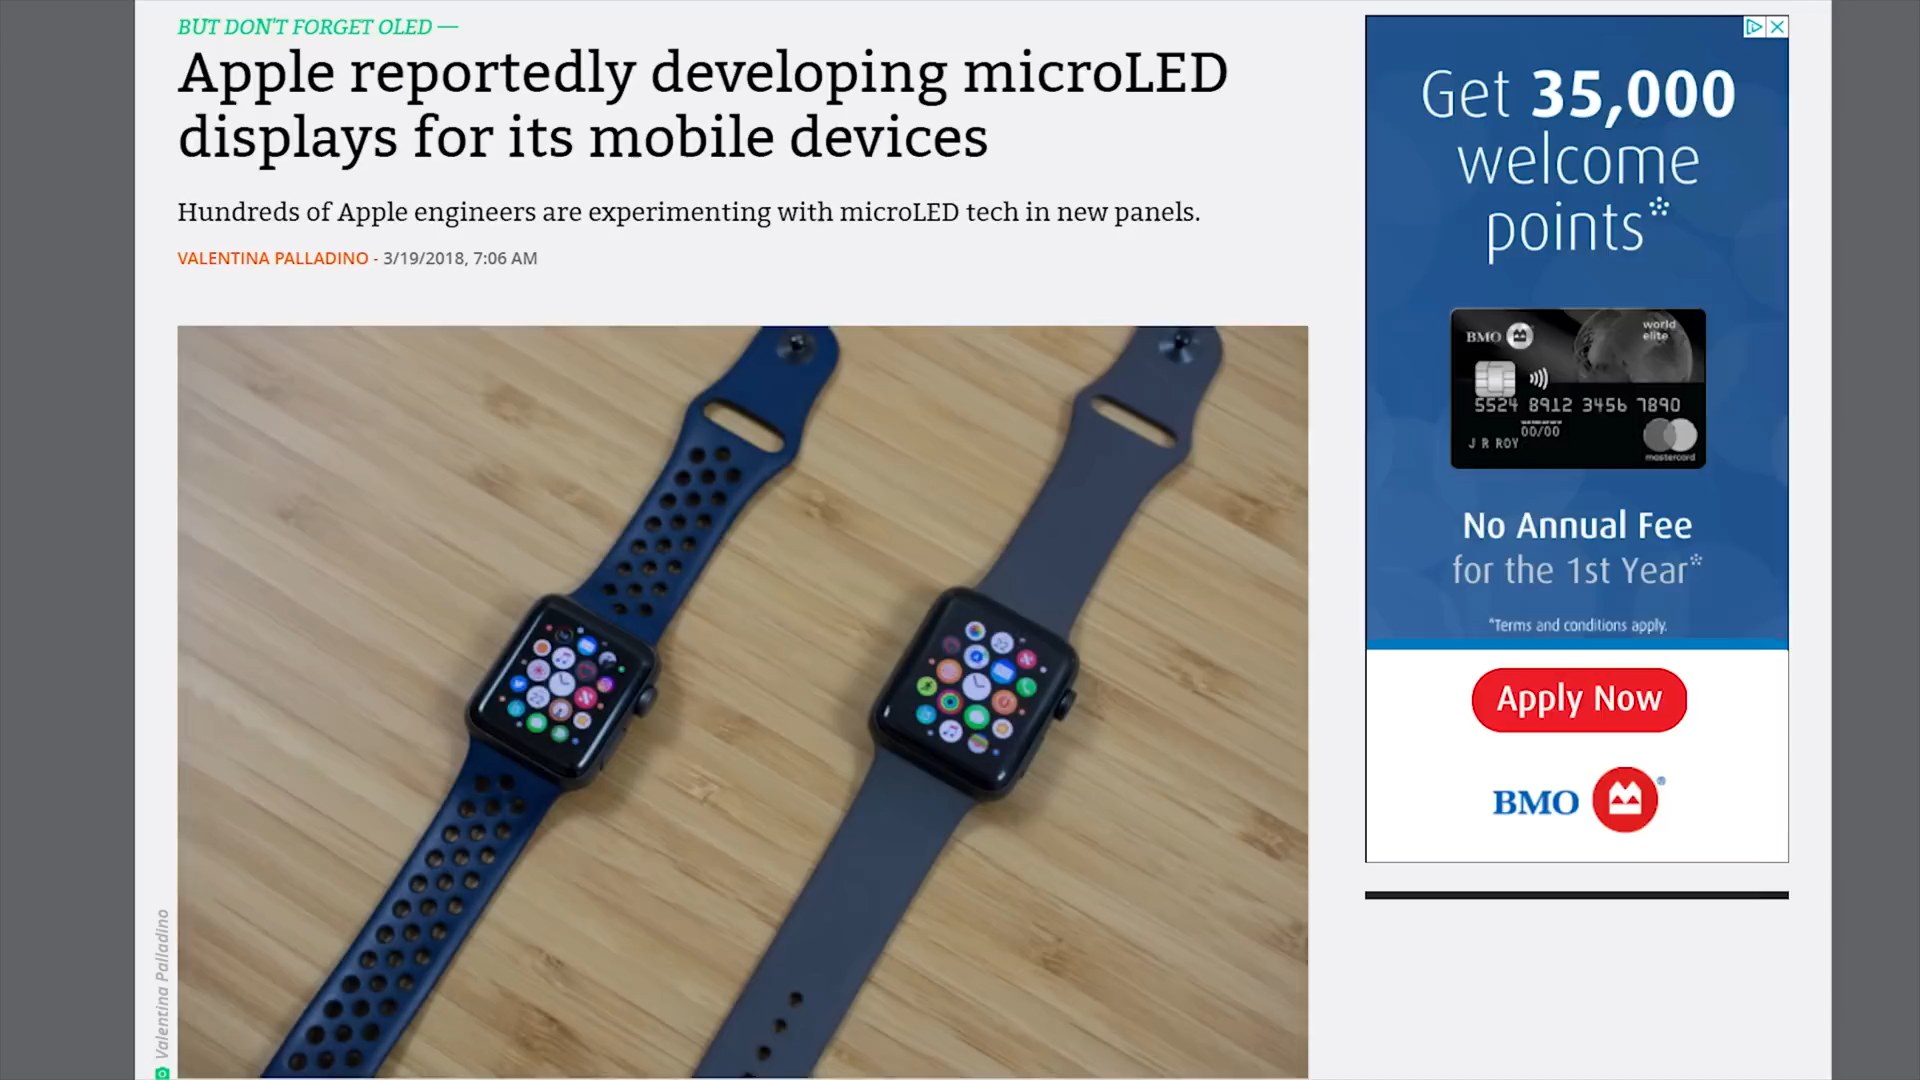 BUT DON'T FORGET OLED —
Apple reportedly developing microLED
displays for its mobile devices
Hundreds of Apple engineers are experimenting with microLED tech in new panels.
VALENTINA PALLADINO - 3/19/2018, 7:06 AM
Valentina Palladino
Get 35,000
welcome
points*
BMO
world
elite
5524 8912 3456 7890
00/00
J R ROY
mastercard
No Annual Fee
for the 1st Year*
*Terms and conditions apply.
Apply Now
BMO ®